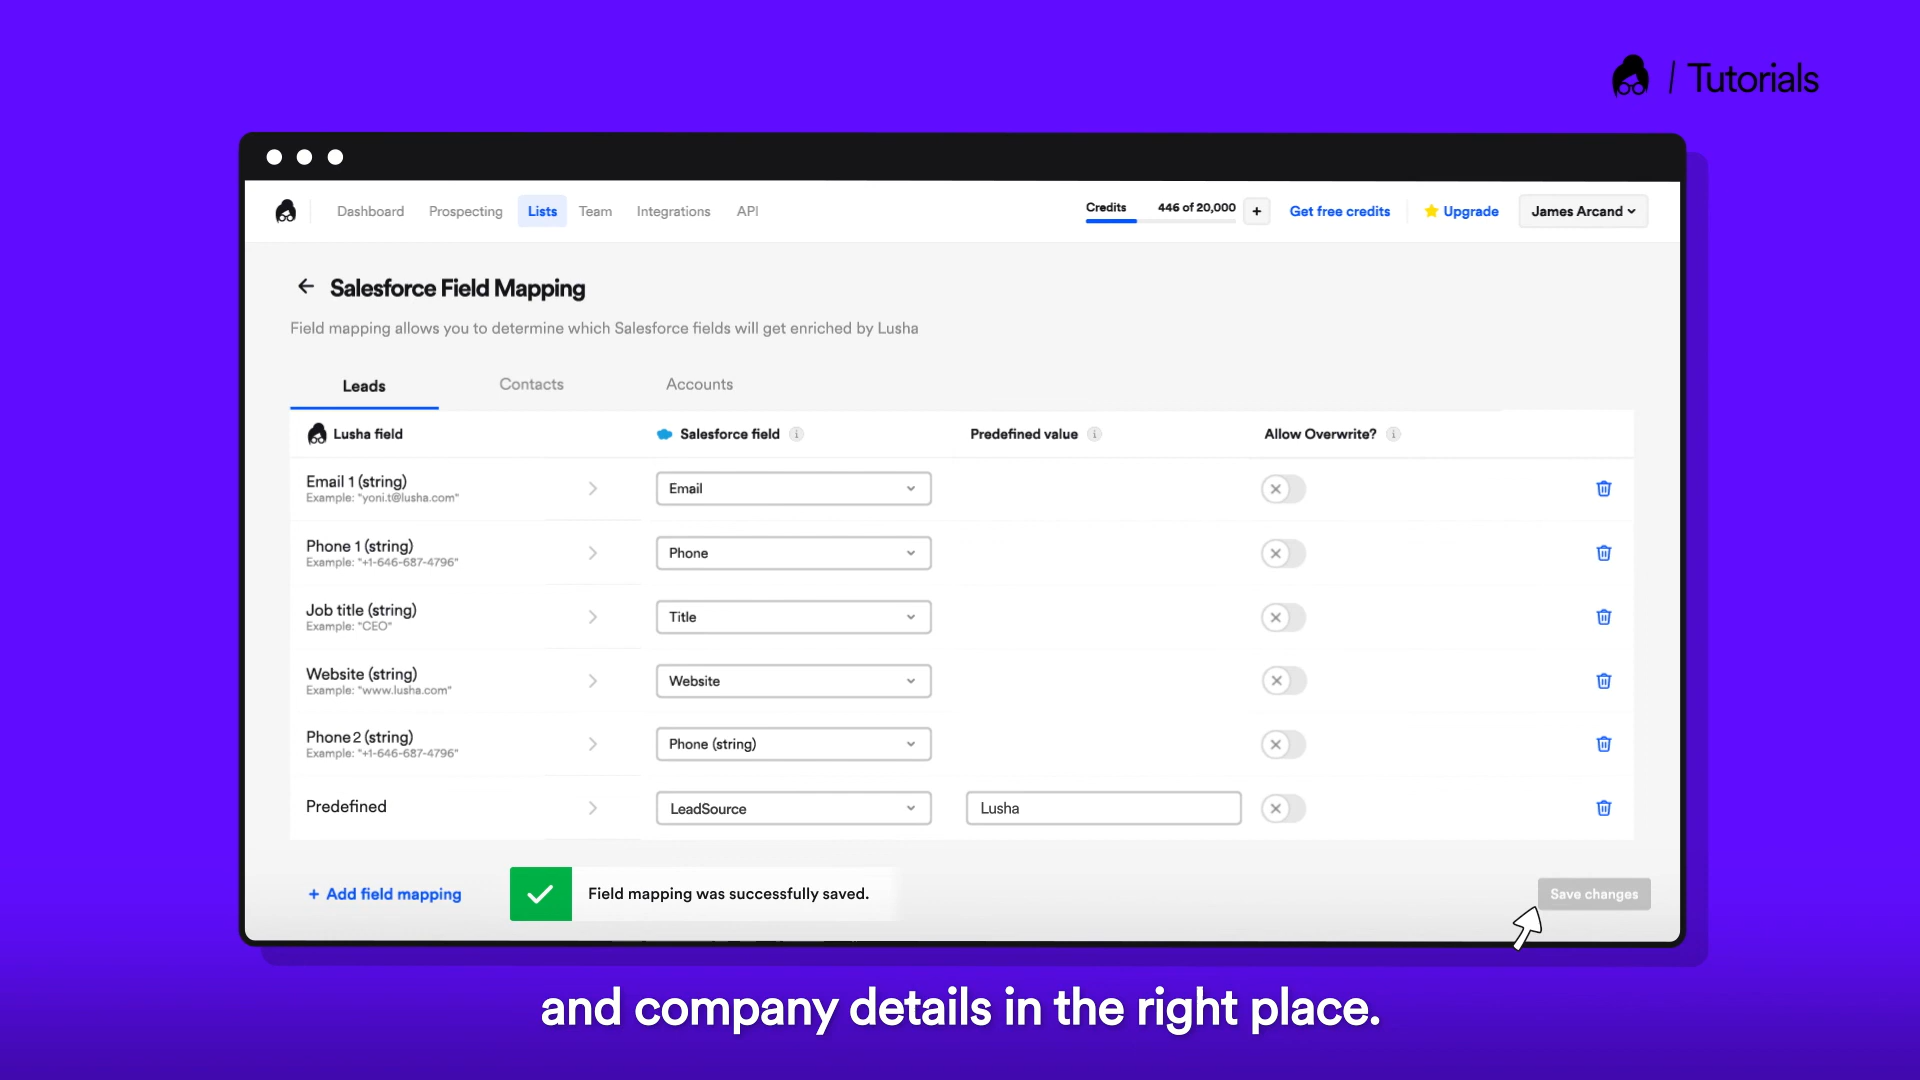 / Tutorials
Dashboard Prospecting Lists Team Integrations API Credits 446 of 20,000 + Get free credits Upgrade James Arcand
Salesforce Field Mapping
Field mapping allows you to determine which Salesforce fields will get enriched by Lusha
Leads Contacts Accounts
Lusha field Salesforce field i Predefined value i Allow Overwrite? i
Email 1 (string) Email
Example: "yoni.t@lusha.com"
Phone 1 (string) Phone
Example: "+1-646-687-4796"
Job title (string) Title
Example: "CEO"
Website (string) Website
Example: "www.lusha.com"
Phone 2 (string) Phone (string)
Example: "+1-646-687-4796"
Predefined LeadSource Lusha
+ Add field mapping Field mapping was successfully saved. Save changes
and company details in the right place.